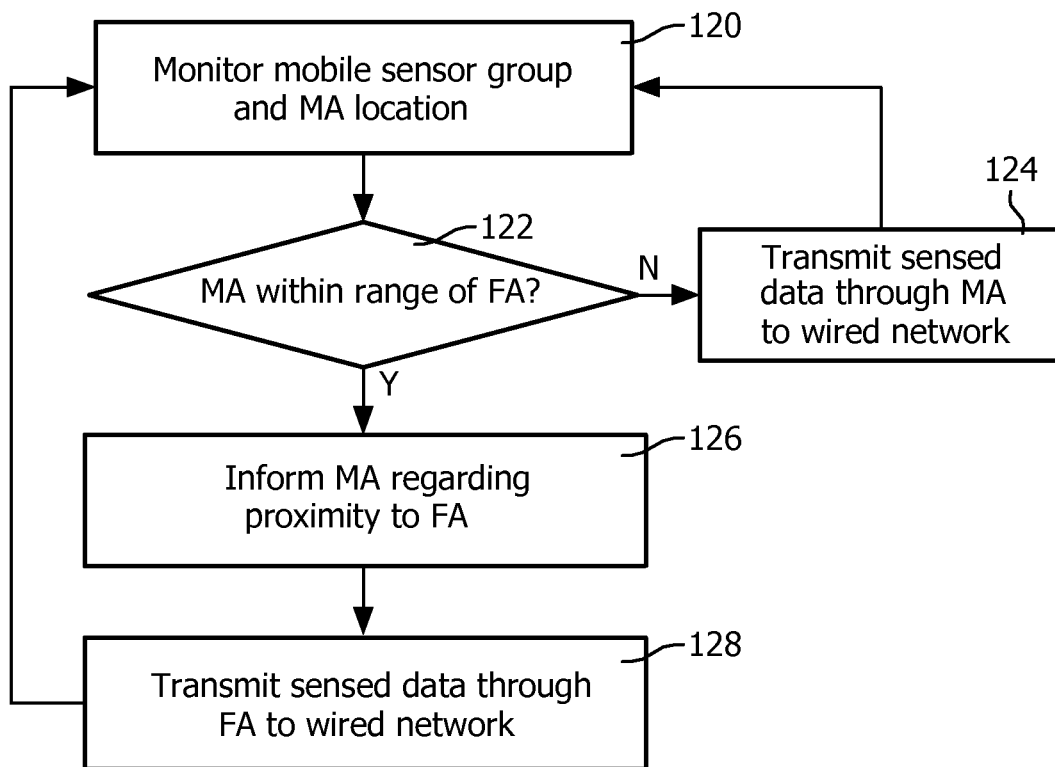 120
Monitor mobile sensor group
and MA location
122
MA within range of FA?
N
124
Transmit sensed
data through MA
to wired network
Y
126
Inform MA regarding
proximity to FA
128
Transmit sensed data through
FA to wired network